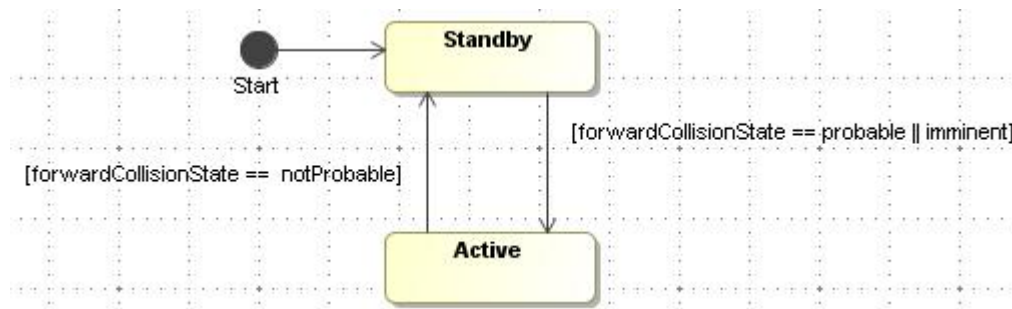 Standby
Start
[forwardCollisionState == probable || imminent]
[forwardCollisionState == notProbable]
Active